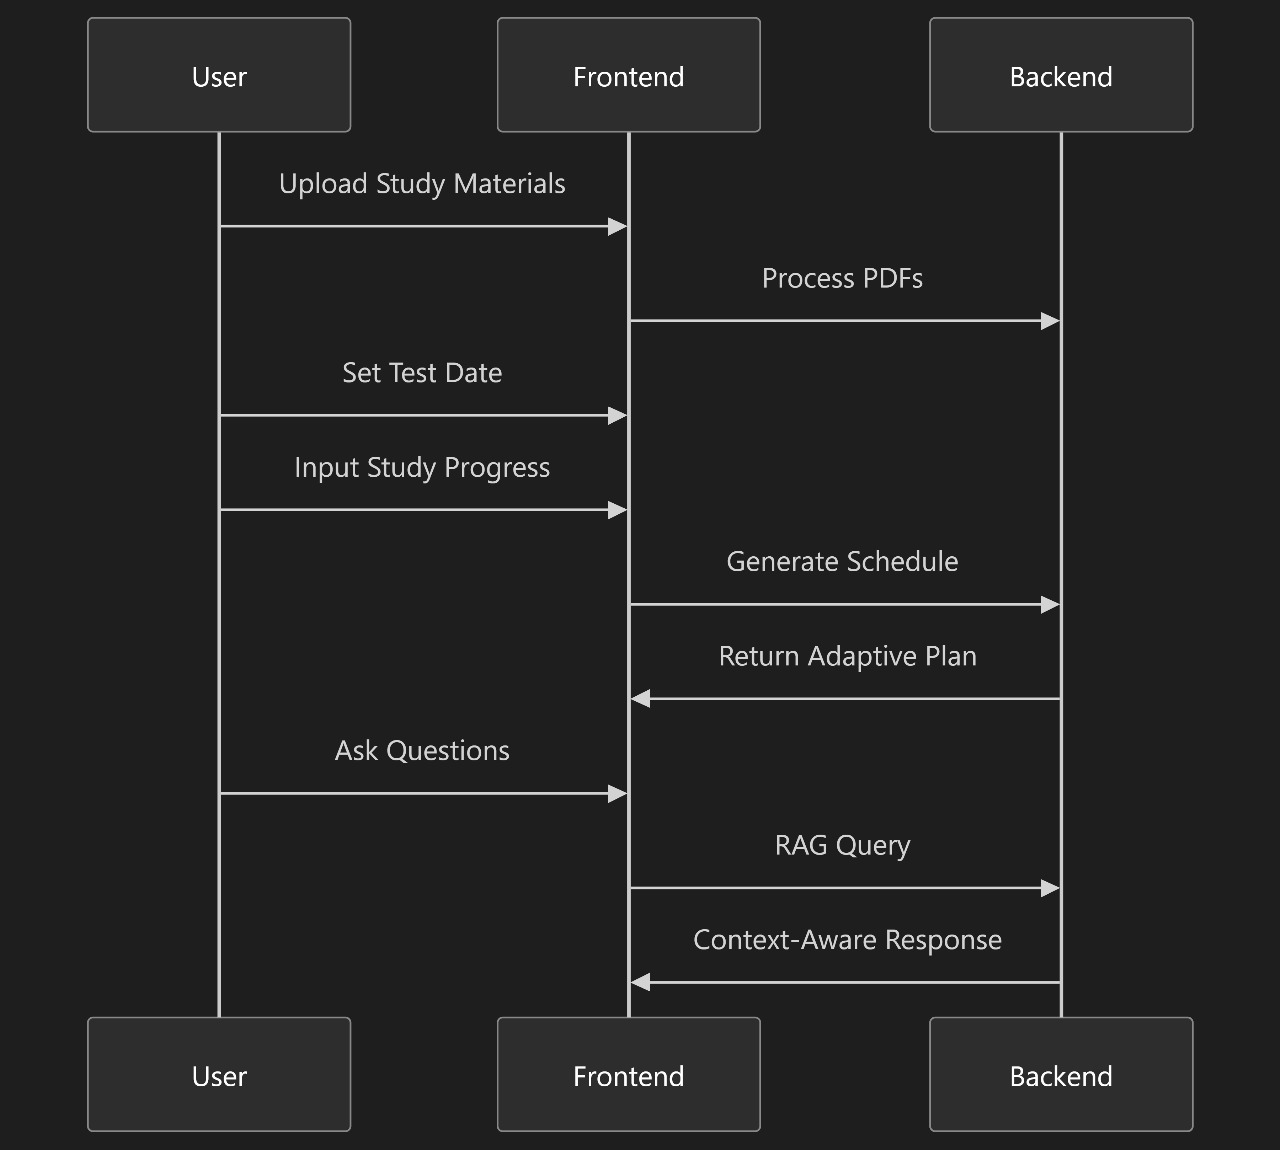 User
Frontend
Backend
Upload Study Materials
Process PDFs
Set Test Date
Input Study Progress
Generate Schedule
Return Adaptive Plan
Ask Questions
RAG Query
Context-Aware Response
User
Frontend
Backend